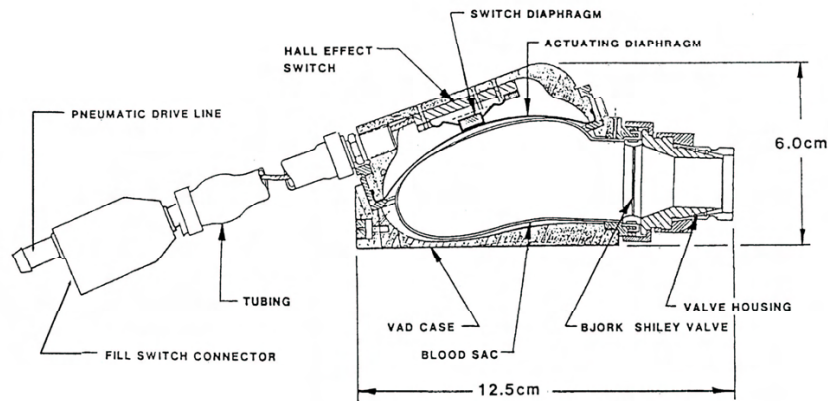 SWITCH DIAPHRAGM
HALL EFFECT
SWITCH
ACTUATING DIAPHRAGM
PNEUMATIC DRIVE LINE
6.0cm
TUBING
VAD CASE
VALVE HOUSING
BJORK SHILEY VALVE
FILL SWITCH CONNECTOR
BLOOD SAC
12.5cm